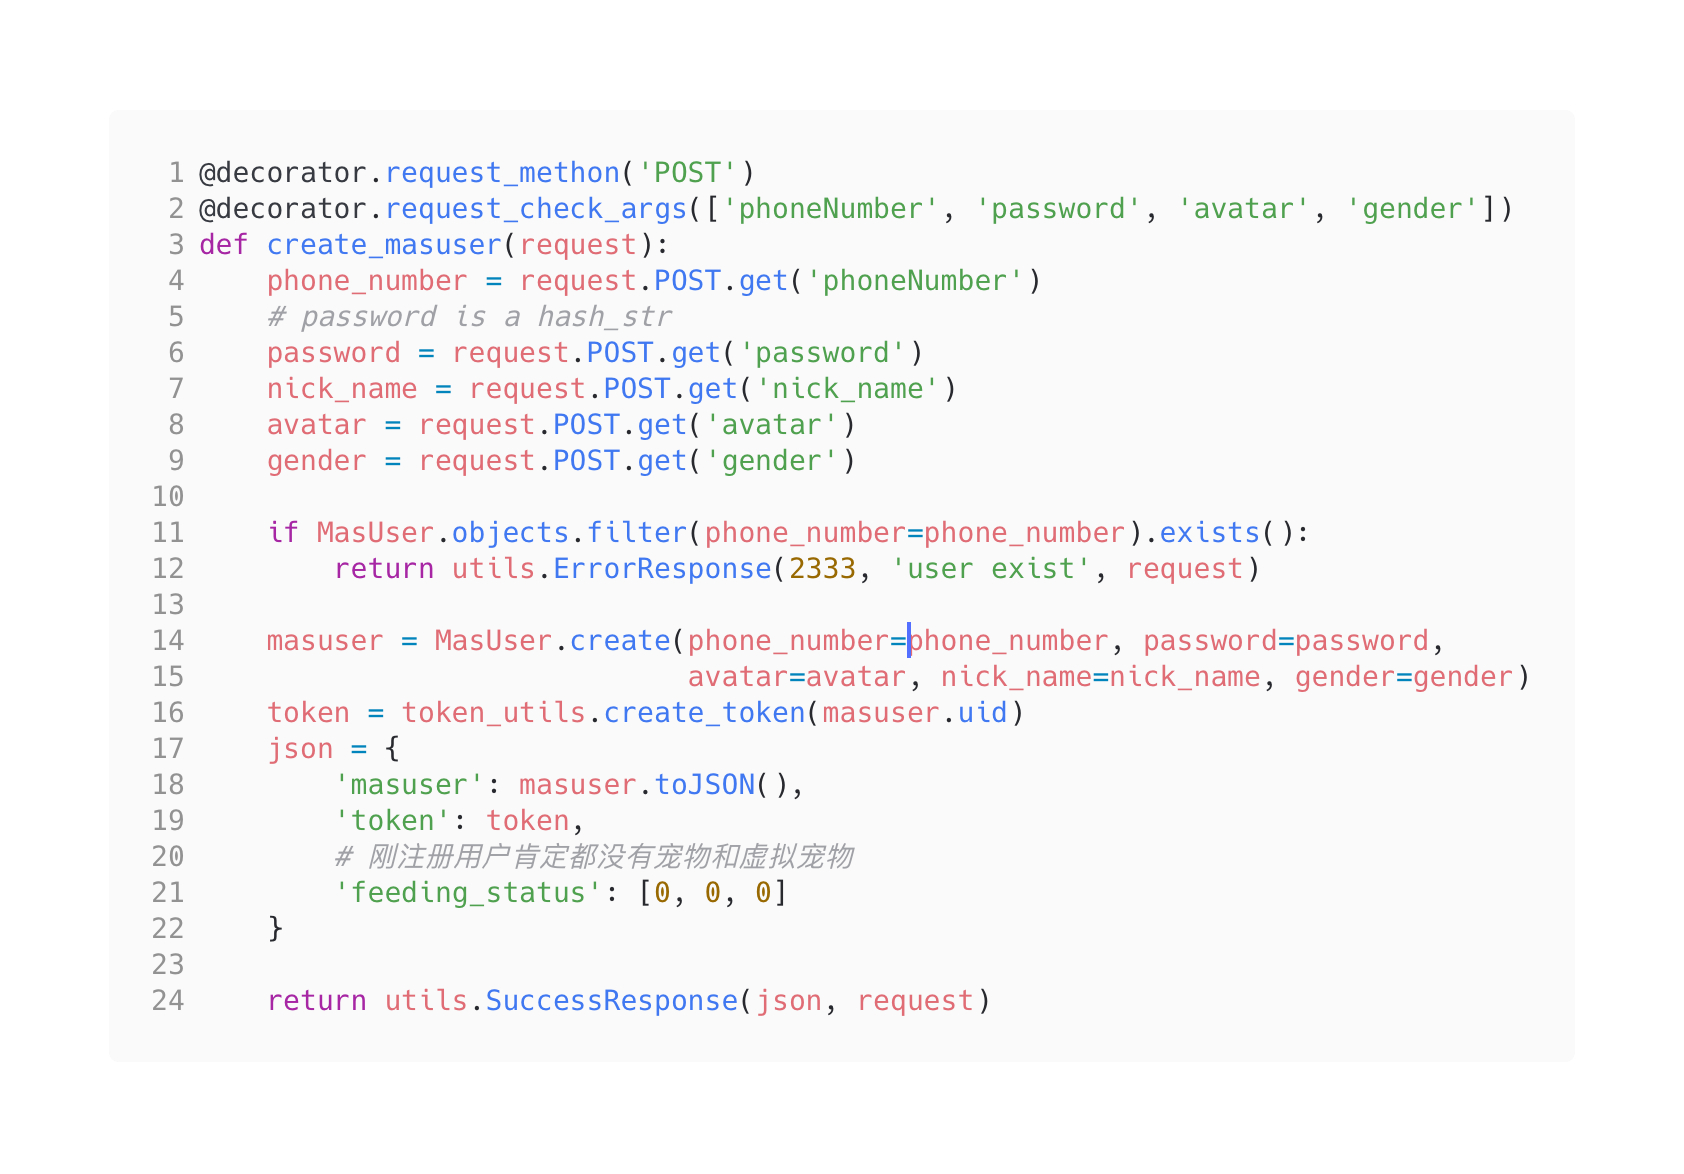 1 @decorator.request_methon('POST')
2 @decorator.request_check_args(['phoneNumber', 'password', 'avatar', 'gender'])
3 def create_masuser(request):
4     phone_number = request.POST.get('phoneNumber')
5     # password is a hash_str
6     password = request.POST.get('password')
7     nick_name = request.POST.get('nick_name')
8     avatar = request.POST.get('avatar')
9     gender = request.POST.get('gender')
10
11     if MasUser.objects.filter(phone_number=phone_number).exists():
12         return utils.ErrorResponse(2333, 'user exist', request)
13
14     masuser = MasUser.create(phone_number=phone_number, password=password,
15                              avatar=avatar, nick_name=nick_name, gender=gender)
16     token = token_utils.create_token(masuser.uid)
17     json = {
18         'masuser': masuser.toJSON(),
19         'token': token,
20         # 刚注册用户肯定都没有宠物和虚拟宠物
21         'feeding_status': [0, 0, 0]
22     }
23
24     return utils.SuccessResponse(json, request)